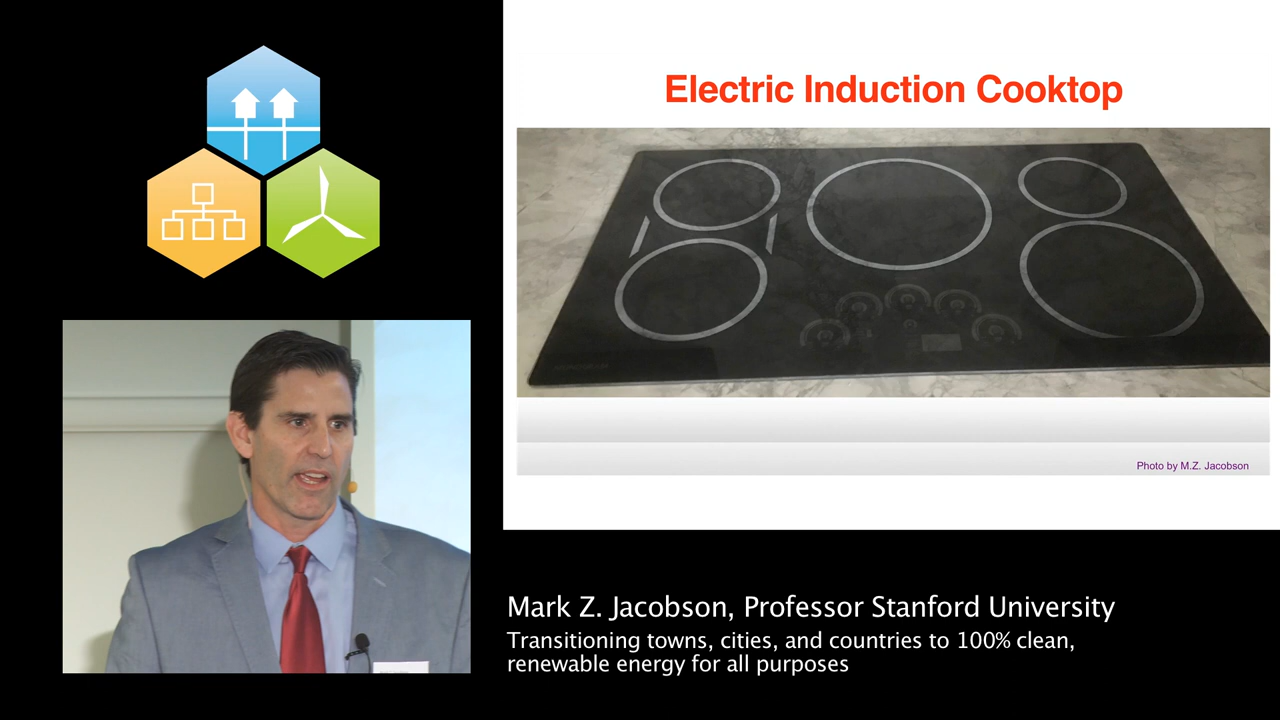 Electric Induction Cooktop
Photo by M.Z. Jacobson
Mark Z. Jacobson, Professor Stanford University
Transitioning towns, cities, and countries to 100% clean,
renewable energy for all purposes